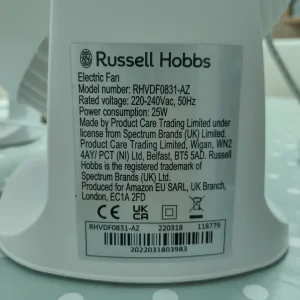 Russell Hobbs
Electric Fan
Model number: RHVDF0831-AZ
Rated voltage: 220-240Vac, 50Hz
Power consumption: 25W
Made by Product Care Trading Limited under
license from Spectrum Brands (UK) Limited.
Product Care Trading Limited, Wigan, WN2
4AY/ PCT (NI) Ltd, Belfast, BT5 5AD. Russell
Hobbs is the registered trademark of
Spectrum Brands (UK) Ltd.
Produced for Amazon EU SARL, UK Branch,
London, EC1A 2FD
CE UK CA
RHVDF0831-AZ 220318 118779
2022031803983